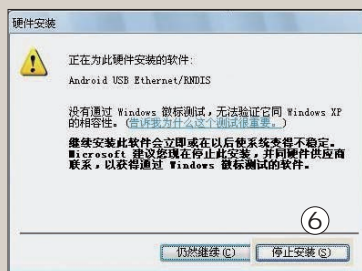 硬件安装
正在为此硬件安装的软件:
Android USB Ethernet/RNDIS
没有通过 Windows 徽标测试，无法验证它同 Windows XP
的相容性。(告诉我为什么这个测试很重要。)
继续安装此软件会立即或在以后使系统变得不稳定。
Microsoft 建议您现在停止此安装，并同硬件供应商
联系，以获得通过 Windows 徽标测试的软件。
⑥
仍然继续(C) 停止安装(S)